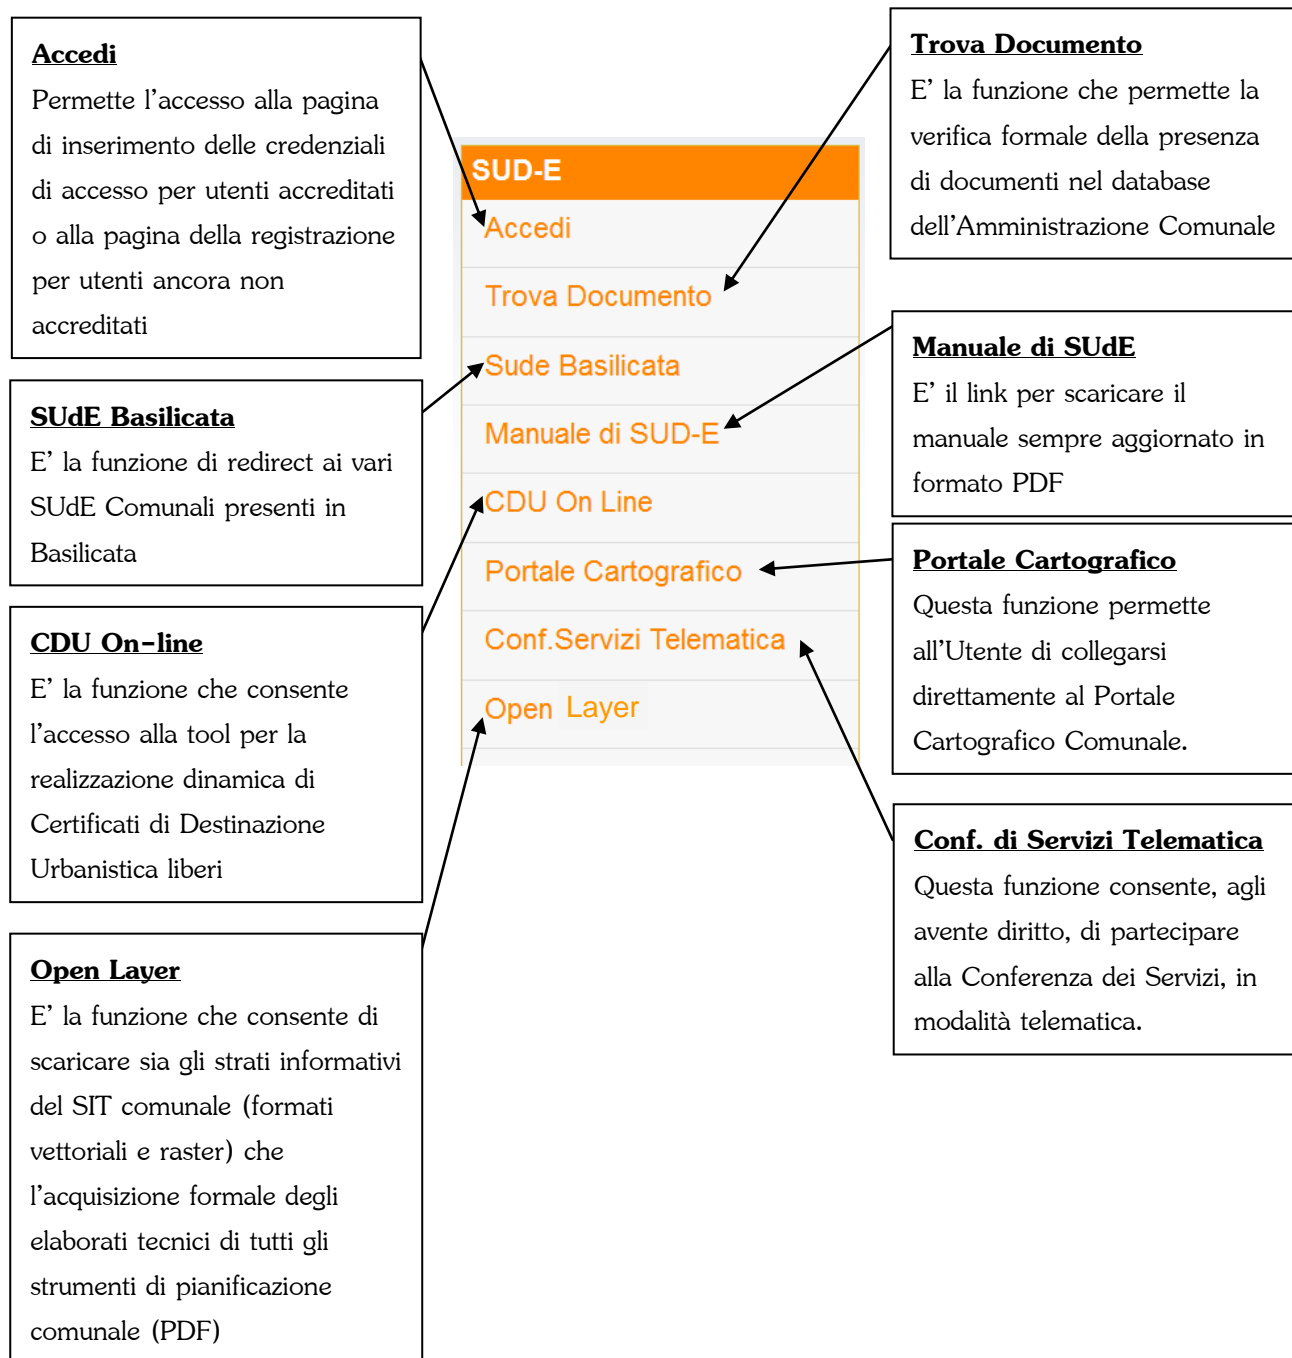 Accedi
Permette l'accesso alla pagina
di inserimento delle credenziali
di accesso per utenti accreditati
o alla pagina della registrazione
per utenti ancora non
accreditati
SUdE Basilicata
E' la funzione di redirect ai vari
SUdE Comunali presenti in
Basilicata
CDU On-line
E' la funzione che consente
l'accesso alla tool per la
realizzazione dinamica di
Certificati di Destinazione
Urbanistica liberi
Open Layer
E' la funzione che consente di
scaricare sia gli strati informativi
del SIT comunale (formati
vettoriali e raster) che
l'acquisizione formale degli
elaborati tecnici di tutti gli
strumenti di pianificazione
comunale (PDF)
SUD-E
Accedi
Trova Documento
Sude Basilicata
Manuale di SUD-E
CDU On Line
Portale Cartografico
Conf.Servizi Telematica
Open Layer
Trova Documento
E' la funzione che permette la
verifica formale della presenza
di documenti nel database
dell'Amministrazione Comunale
Manuale di SUdE
E' il link per scaricare il
manuale sempre aggiornato in
formato PDF
Portale Cartografico
Questa funzione permette
all'Utente di collegarsi
direttamente al Portale
Cartografico Comunale.
Conf. di Servizi Telematica
Questa funzione consente, agli
avente diritto, di partecipare
alla Conferenza dei Servizi, in
modalità telematica.